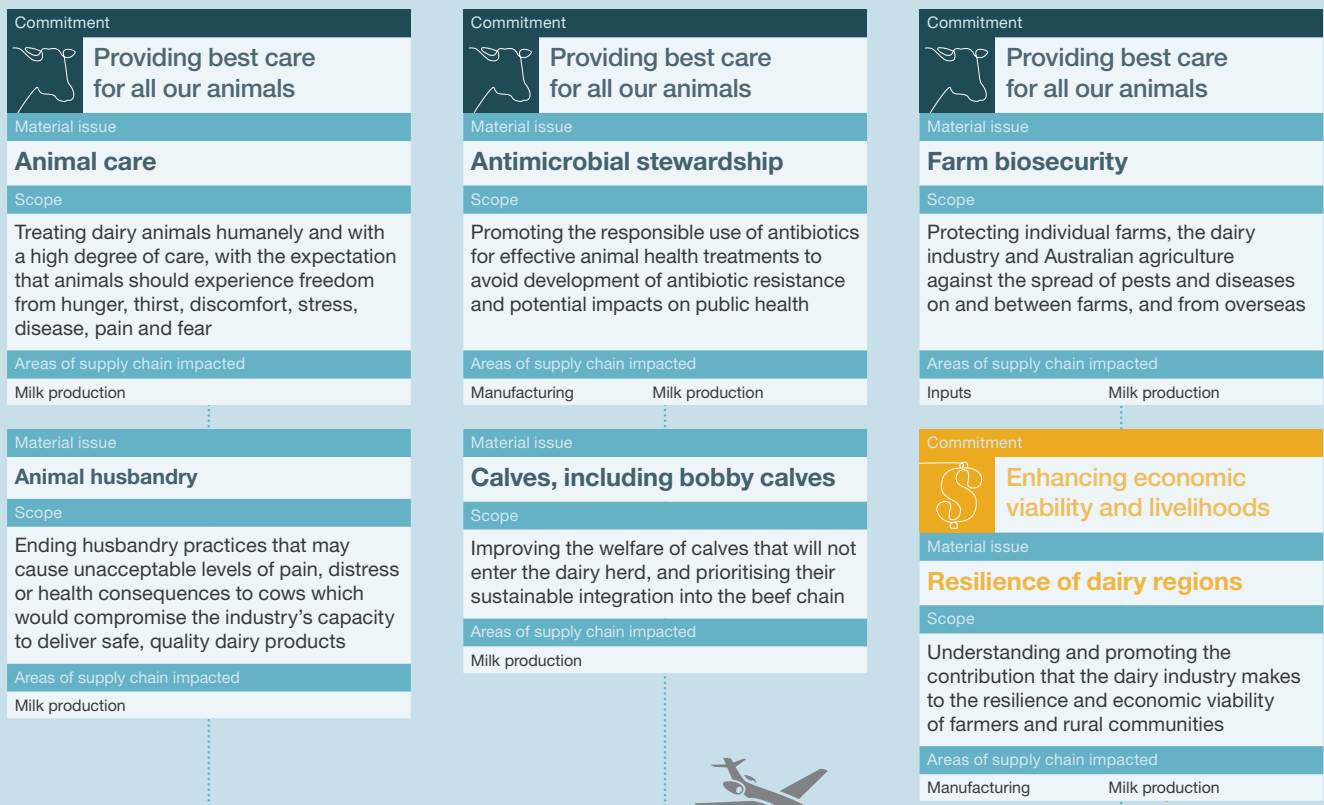 Commitment
Providing best care
for all our animals
Material issue
Animal care
Scope
Treating dairy animals humanely and with
a high degree of care, with the expectation
that animals should experience freedom
from hunger, thirst, discomfort, stress,
disease, pain and fear
Areas of supply chain impacted
Milk production
Material issue
Animal husbandry
Scope
Ending husbandry practices that may
cause unacceptable levels of pain, distress
or health consequences to cows which
would compromise the industry's capacity
to deliver safe, quality dairy products
Areas of supply chain impacted
Milk production
Commitment
Providing best care
for all our animals
Material issue
Antimicrobial stewardship
Scope
Promoting the responsible use of antibiotics
for effective animal health treatments to
avoid development of antibiotic resistance
and potential impacts on public health
Areas of supply chain impacted
Manufacturing Milk production
Material issue
Calves, including bobby calves
Scope
Improving the welfare of calves that will not
enter the dairy herd, and prioritising their
sustainable integration into the beef chain
Areas of supply chain impacted
Milk production
Commitment
Providing best care
for all our animals
Material issue
Farm biosecurity
Scope
Protecting individual farms, the dairy
industry and Australian agriculture
against the spread of pests and diseases
on and between farms, and from overseas
Areas of supply chain impacted
Inputs Milk production
Commitment
$
Enhancing economic
viability and livelihoods
Material issue
Resilience of dairy regions
Scope
Understanding and promoting the
contribution that the dairy industry makes
to the resilience and economic viability
of farmers and rural communities
Areas of supply chain impacted
Manufacturing Milk production